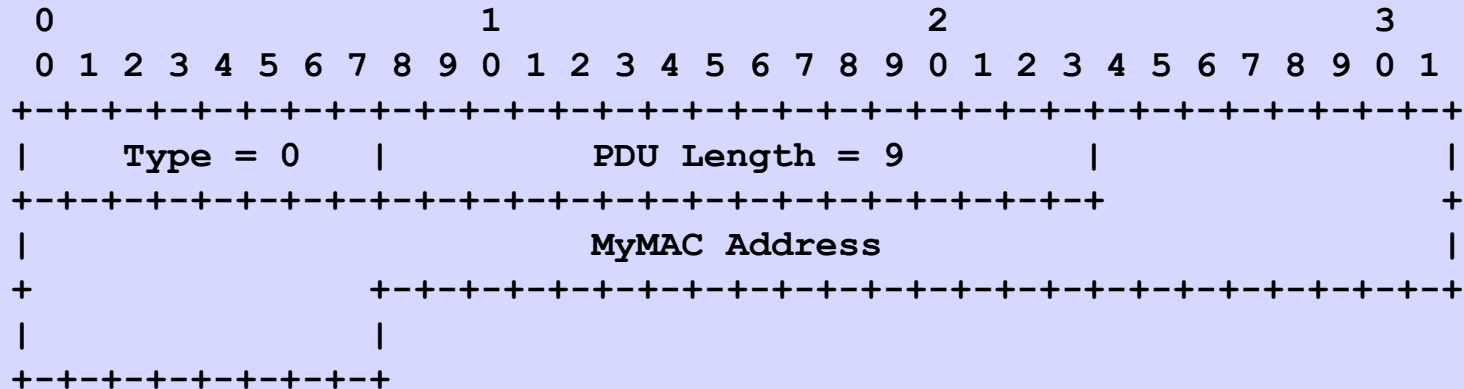 0                   1                   2                   3
 0 1 2 3 4 5 6 7 8 9 0 1 2 3 4 5 6 7 8 9 0 1 2 3 4 5 6 7 8 9 0 1
+-+-+-+-+-+-+-+-+-+-+-+-+-+-+-+-+-+-+-+-+-+-+-+-+-+-+-+-+-+-+-+-+
|    Type = 0   |         PDU Length = 9        |               |
+-+-+-+-+-+-+-+-+-+-+-+-+-+-+-+-+-+-+-+-+-+-+-+-+               +
|                         MyMAC Address                         |
+               +-+-+-+-+-+-+-+-+-+-+-+-+-+-+-+-+-+-+-+-+-+-+-+-+
|               |
+-+-+-+-+-+-+-+-+